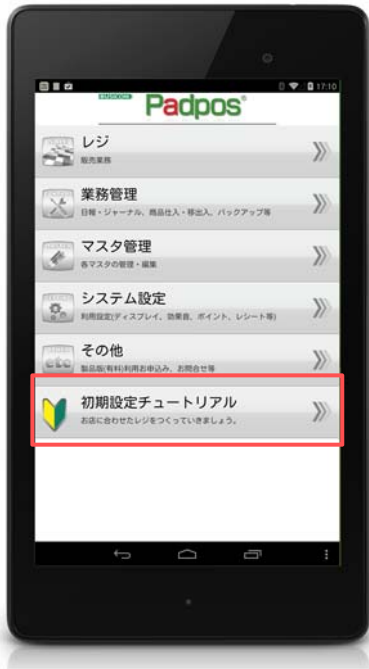 17:10
BUSICOM
Padpos
レジ
販売業務
業務管理
日報・ジャーナル、商品仕入・移出入、バックアップ等
マスタ管理
各マスタの管理・編集
システム設定
利用設定(ディスプレイ、効果音、ポイント、レシート等)
etc
その他
製品版(有料)利用お申込み、お問合せ等
初期設定チュートリアル
お店に合わせたレジをつくっていきましょう。